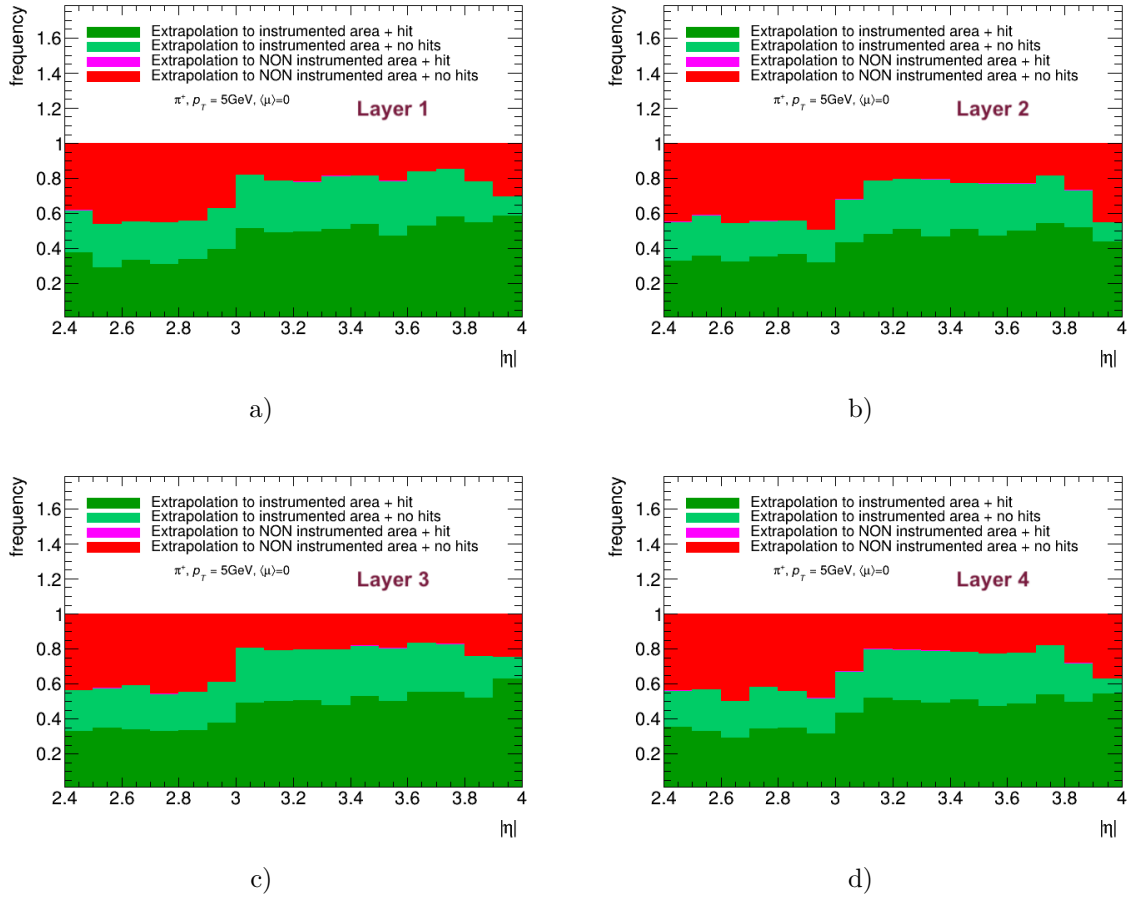 frequency
1.6
1.4
1.2
1
0.8
0.6
0.4
0.2
Extrapolation to instrumented area + hit
Extrapolation to instrumented area + no hits
Extrapolation to NON instrumented area + hit
Extrapolation to NON instrumented area + no hits
π⁺, p_T = 5GeV, ⟨μ⟩=0
Layer 1
2.4 2.6 2.8 3 3.2 3.4 3.6 3.8 4
|η|
a)
frequency
1.6
1.4
1.2
1
0.8
0.6
0.4
0.2
Extrapolation to instrumented area + hit
Extrapolation to instrumented area + no hits
Extrapolation to NON instrumented area + hit
Extrapolation to NON instrumented area + no hits
π⁺, p_T = 5GeV, ⟨μ⟩=0
Layer 2
2.4 2.6 2.8 3 3.2 3.4 3.6 3.8 4
|η|
b)
frequency
1.6
1.4
1.2
1
0.8
0.6
0.4
0.2
Extrapolation to instrumented area + hit
Extrapolation to instrumented area + no hits
Extrapolation to NON instrumented area + hit
Extrapolation to NON instrumented area + no hits
π⁺, p_T = 5GeV, ⟨μ⟩=0
Layer 3
2.4 2.6 2.8 3 3.2 3.4 3.6 3.8 4
|η|
c)
frequency
1.6
1.4
1.2
1
0.8
0.6
0.4
0.2
Extrapolation to instrumented area + hit
Extrapolation to instrumented area + no hits
Extrapolation to NON instrumented area + hit
Extrapolation to NON instrumented area + no hits
π⁺, p_T = 5GeV, ⟨μ⟩=0
Layer 4
2.4 2.6 2.8 3 3.2 3.4 3.6 3.8 4
|η|
d)